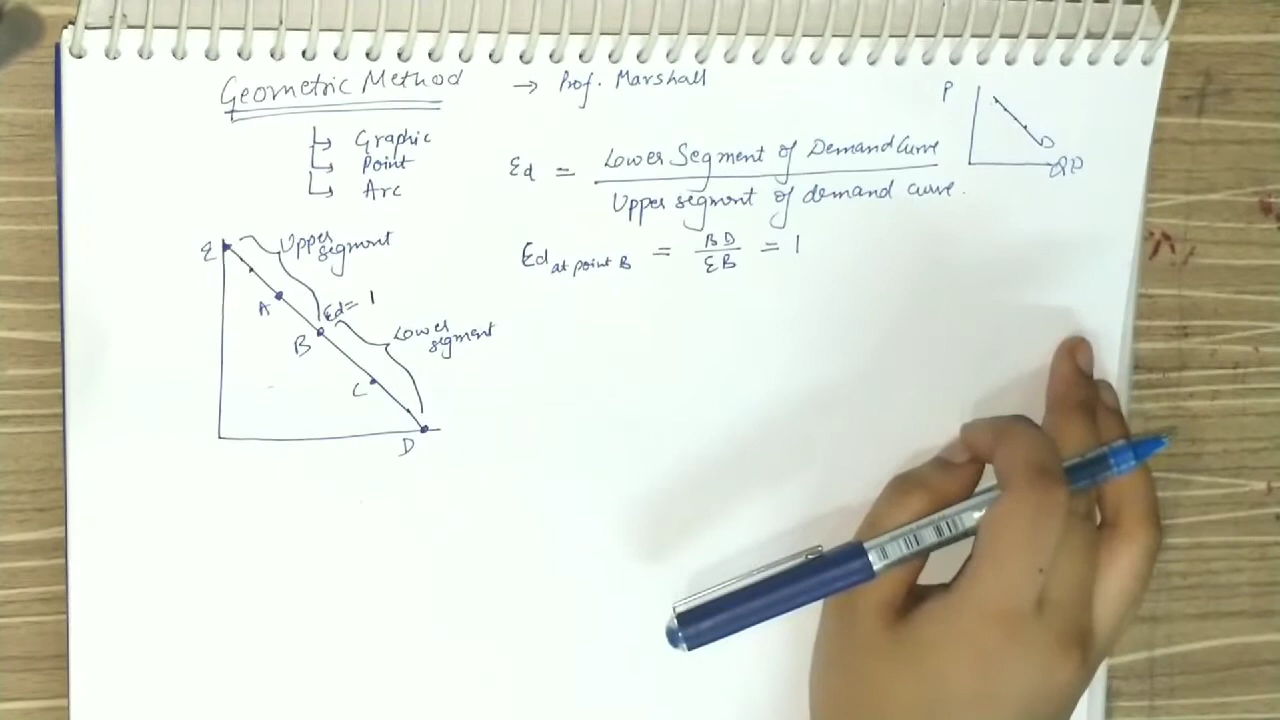 Geometric Method → Prof. Marshall
Graphic
Point
Arc
P
QD
Ed = Lower Segment of Demand Curve
Upper segment of demand curve.
Ed at point B = BD / EB = 1
E
Upper segment
A
Ed = 1
B
Lower segment
C
D